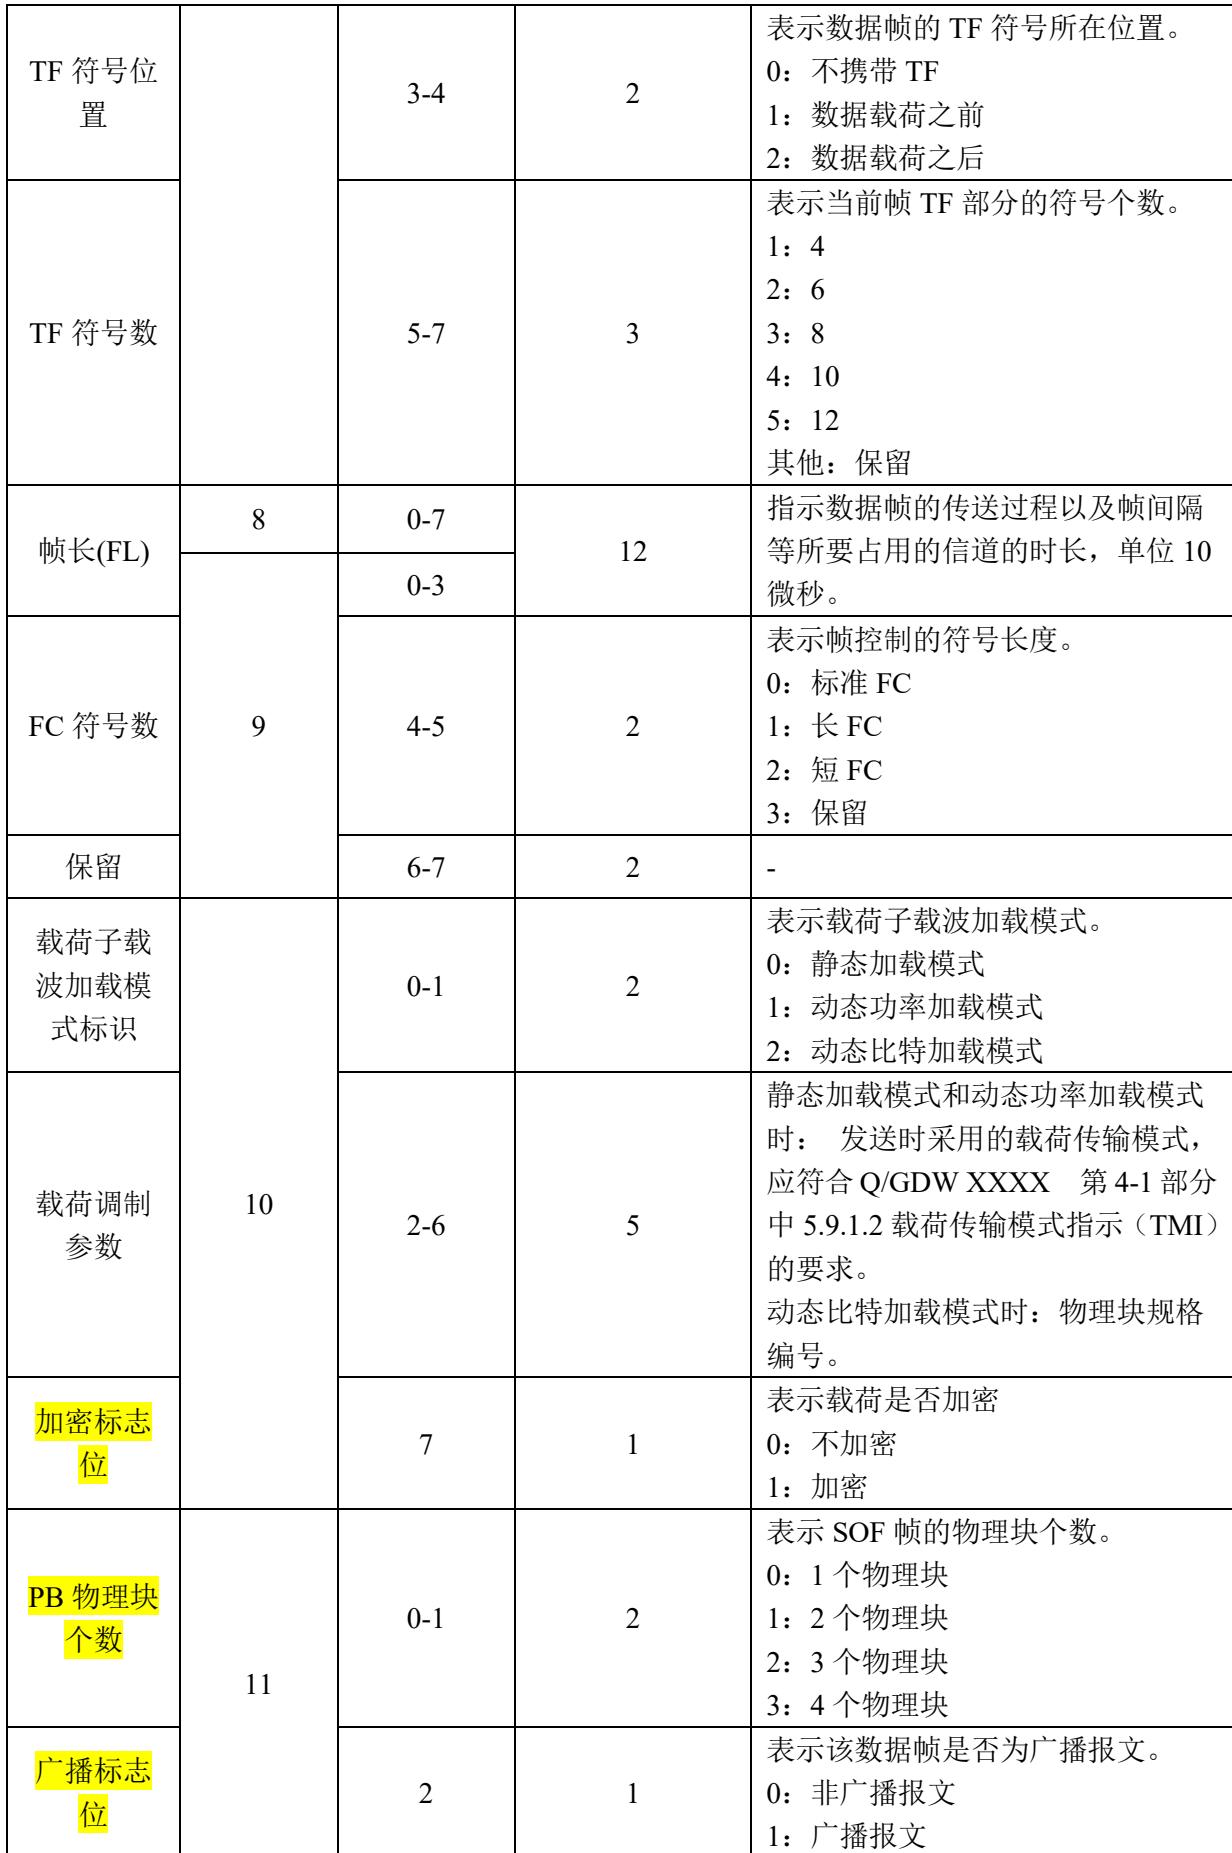 TF 符号位
置
3-4
2
表示数据帧的 TF 符号所在位置。
0：不携带 TF
1：数据载荷之前
2：数据载荷之后
TF 符号数
5-7
3
表示当前帧 TF 部分的符号个数。
1：4
2：6
3：8
4：10
5：12
其他：保留
帧长(FL)
8
0-7
12
指示数据帧的传送过程以及帧间隔
等所要占用的信道的时长，单位 10
微秒。
0-3
FC 符号数
9
4-5
2
表示帧控制的符号长度。
0：标准 FC
1：长 FC
2：短 FC
3：保留
保留
6-7
2
-
载荷子载
波加载模
式标识
0-1
2
表示载荷子载波加载模式。
0：静态加载模式
1：动态功率加载模式
2：动态比特加载模式
载荷调制
参数
10
2-6
5
静态加载模式和动态功率加载模式
时： 发送时采用的载荷传输模式，
应符合 Q/GDW XXXX 第 4-1 部分
中 5.9.1.2 载荷传输模式指示（TMI）
的要求。
动态比特加载模式时：物理块规格
编号。
加密标志
位
7
1
表示载荷是否加密
0：不加密
1：加密
PB 物理块
个数
11
0-1
2
表示 SOF 帧的物理块个数。
0：1 个物理块
1：2 个物理块
2：3 个物理块
3：4 个物理块
广播标志
位
2
1
表示该数据帧是否为广播报文。
0：非广播报文
1：广播报文